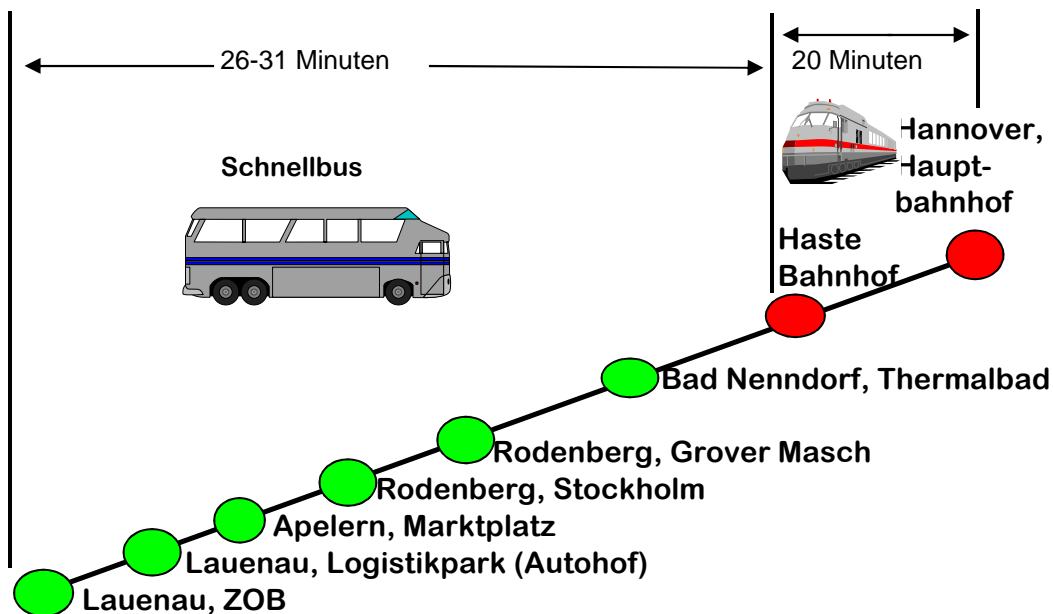 26-31 Minuten
20 Minuten
Schnellbus
Hannover,
Haupt-
bahnhof
Haste
Bahnhof
Bad Nenndorf, Thermalbad
Rodenberg, Grover Masch
Rodenberg, Stockholm
Apelern, Marktplatz
Lauenau, Logistikpark (Autohof)
Lauenau, ZOB